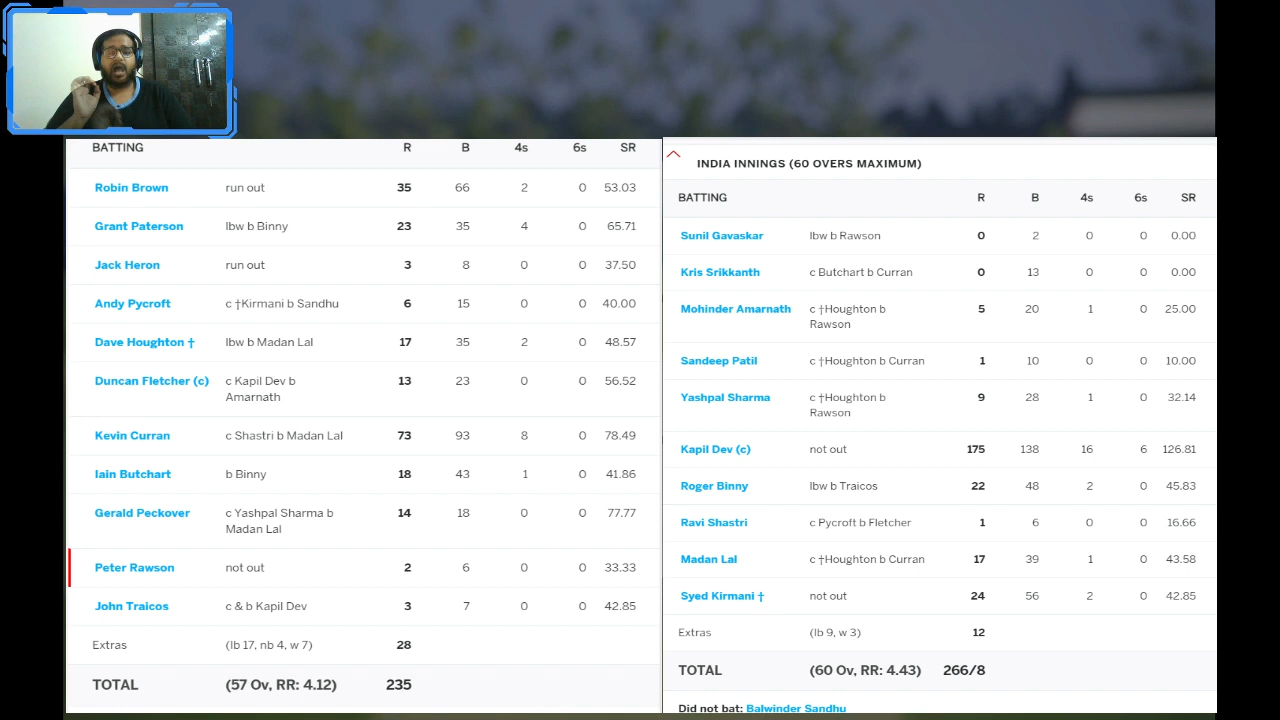 BATTING R B 4s 6s SR
Robin Brown run out 35 66 2 0 53.03
Grant Paterson lbw b Binny 23 35 4 0 65.71
Jack Heron run out 3 8 0 0 37.50
Andy Pycroft c †Kirmani b Sandhu 6 15 0 0 40.00
Dave Houghton † lbw b Madan Lal 17 35 2 0 48.57
Duncan Fletcher (c) c Kapil Dev b 13 23 0 0 56.52
Amarnath
Kevin Curran c Shastri b Madan Lal 73 93 8 0 78.49
Iain Butchart b Binny 18 43 1 0 41.86
Gerald Peckover c Yashpal Sharma b 14 18 0 0 77.77
Madan Lal
Peter Rawson not out 2 6 0 0 33.33
John Traicos c & b Kapil Dev 3 7 0 0 42.85
Extras (lb 17, nb 4, w 7) 28
TOTAL (57 Ov, RR: 4.12) 235
INDIA INNINGS (60 OVERS MAXIMUM)
BATTING R B 4s 6s SR
Sunil Gavaskar lbw b Rawson 0 2 0 0 0.00
Kris Srikkanth c Butchart b Curran 0 13 0 0 0.00
Mohinder Amarnath c †Houghton b 5 20 1 0 25.00
Rawson
Sandeep Patil c †Houghton b Curran 1 10 0 0 10.00
Yashpal Sharma c †Houghton b 9 28 1 0 32.14
Rawson
Kapil Dev (c) not out 175 138 16 6 126.81
Roger Binny lbw b Traicos 22 48 2 0 45.83
Ravi Shastri c Pycroft b Fletcher 1 6 0 0 16.66
Madan Lal c †Houghton b Curran 17 39 1 0 43.58
Syed Kirmani † not out 24 56 2 0 42.85
Extras (lb 9, w 3) 12
TOTAL (60 Ov, RR: 4.43) 266/8
Did not bat: Balwinder Sandhu